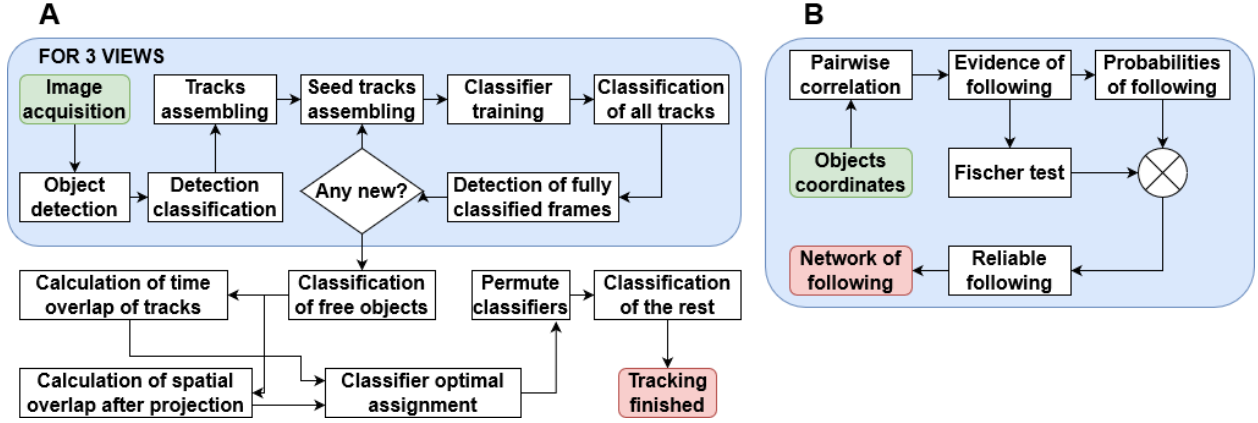 A
FOR 3 VIEWS
Image
acquisition
Tracks
assembling
Seed tracks
assembling
Classifier
training
Classification
of all tracks
Object
detection
Detection
classification
Any new?
Detection of fully
classified frames
Calculation of time
overlap of tracks
Classification
of free objects
Permute
classifiers
Classification
of the rest
Calculation of spatial
overlap after projection
Classifier optimal
assignment
Tracking
finished
B
Pairwise
correlation
Evidence of
following
Probabilities
of following
Objects
coordinates
Fischer test
Network of
following
Reliable
following